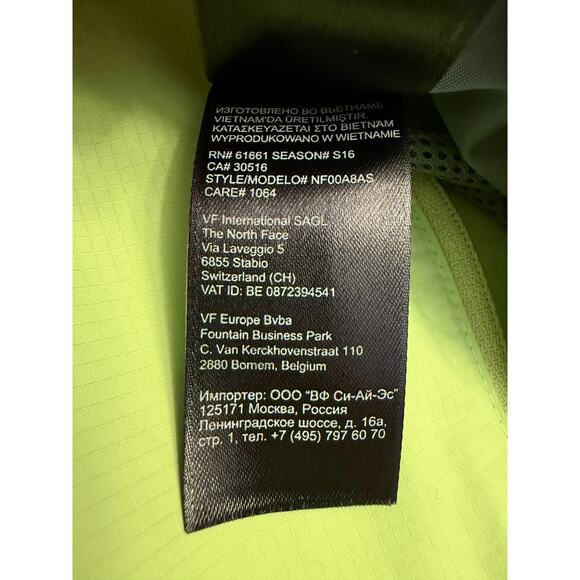 ИЗГОТОВЛЕНО ВО ВЬЕТНАМЕ
VIETNAM'DA ÜRETİLMİŞTİR.
ΚΑΤΑΣΚΕΥΑΖΕΤΑΙ ΣΤΟ ΒΙΕΤΝΑΜ
WYPRODUKOWANO W WIETNAMIE
RN# 61661 SEASON# S16
CA# 30516
STYLE/MODELO# NF00A8AS
CARE# 1064
VF International SAGL
The North Face
Via Laveggio 5
6855 Stabio
Switzerland (CH)
VAT ID: BE 0872394541
VF Europe Bvba
Fountain Business Park
C. Van Kerckhovenstraat 110
2880 Bornem, Belgium
Импортер: ООО "ВФ Си-Ай-Эс"
125171 Москва, Россия
Ленинградское шоссе, д. 16а,
стр. 1, тел. +7 (495) 797 60 70